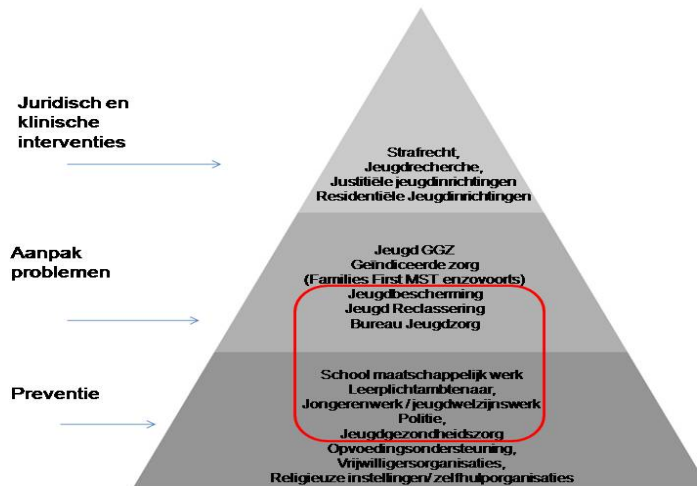 Juridisch en
klinische
interventies
Strafrecht,
Jeugdrecherche,
Justitiële jeugdinrichtingen
Residentiële Jeugdinrichtingen
Aanpak
problemen
Jeugd GGZ
Geïndiceerde zorg
(Families First MST enzovoorts)
Jeugdbescherming
Jeugd Reclassering
Bureau Jeugdzorg
Preventie
School maatschappelijk werk
Leerplichtambtenaar,
Jongerenwerk / jeugdwelzijnswerk
Politie,
Jeugdgezondheidszorg
Opvoedingsondersteuning,
Vrijwilligersorganisaties,
Religieuze instellingen/ zelfhulporganisaties